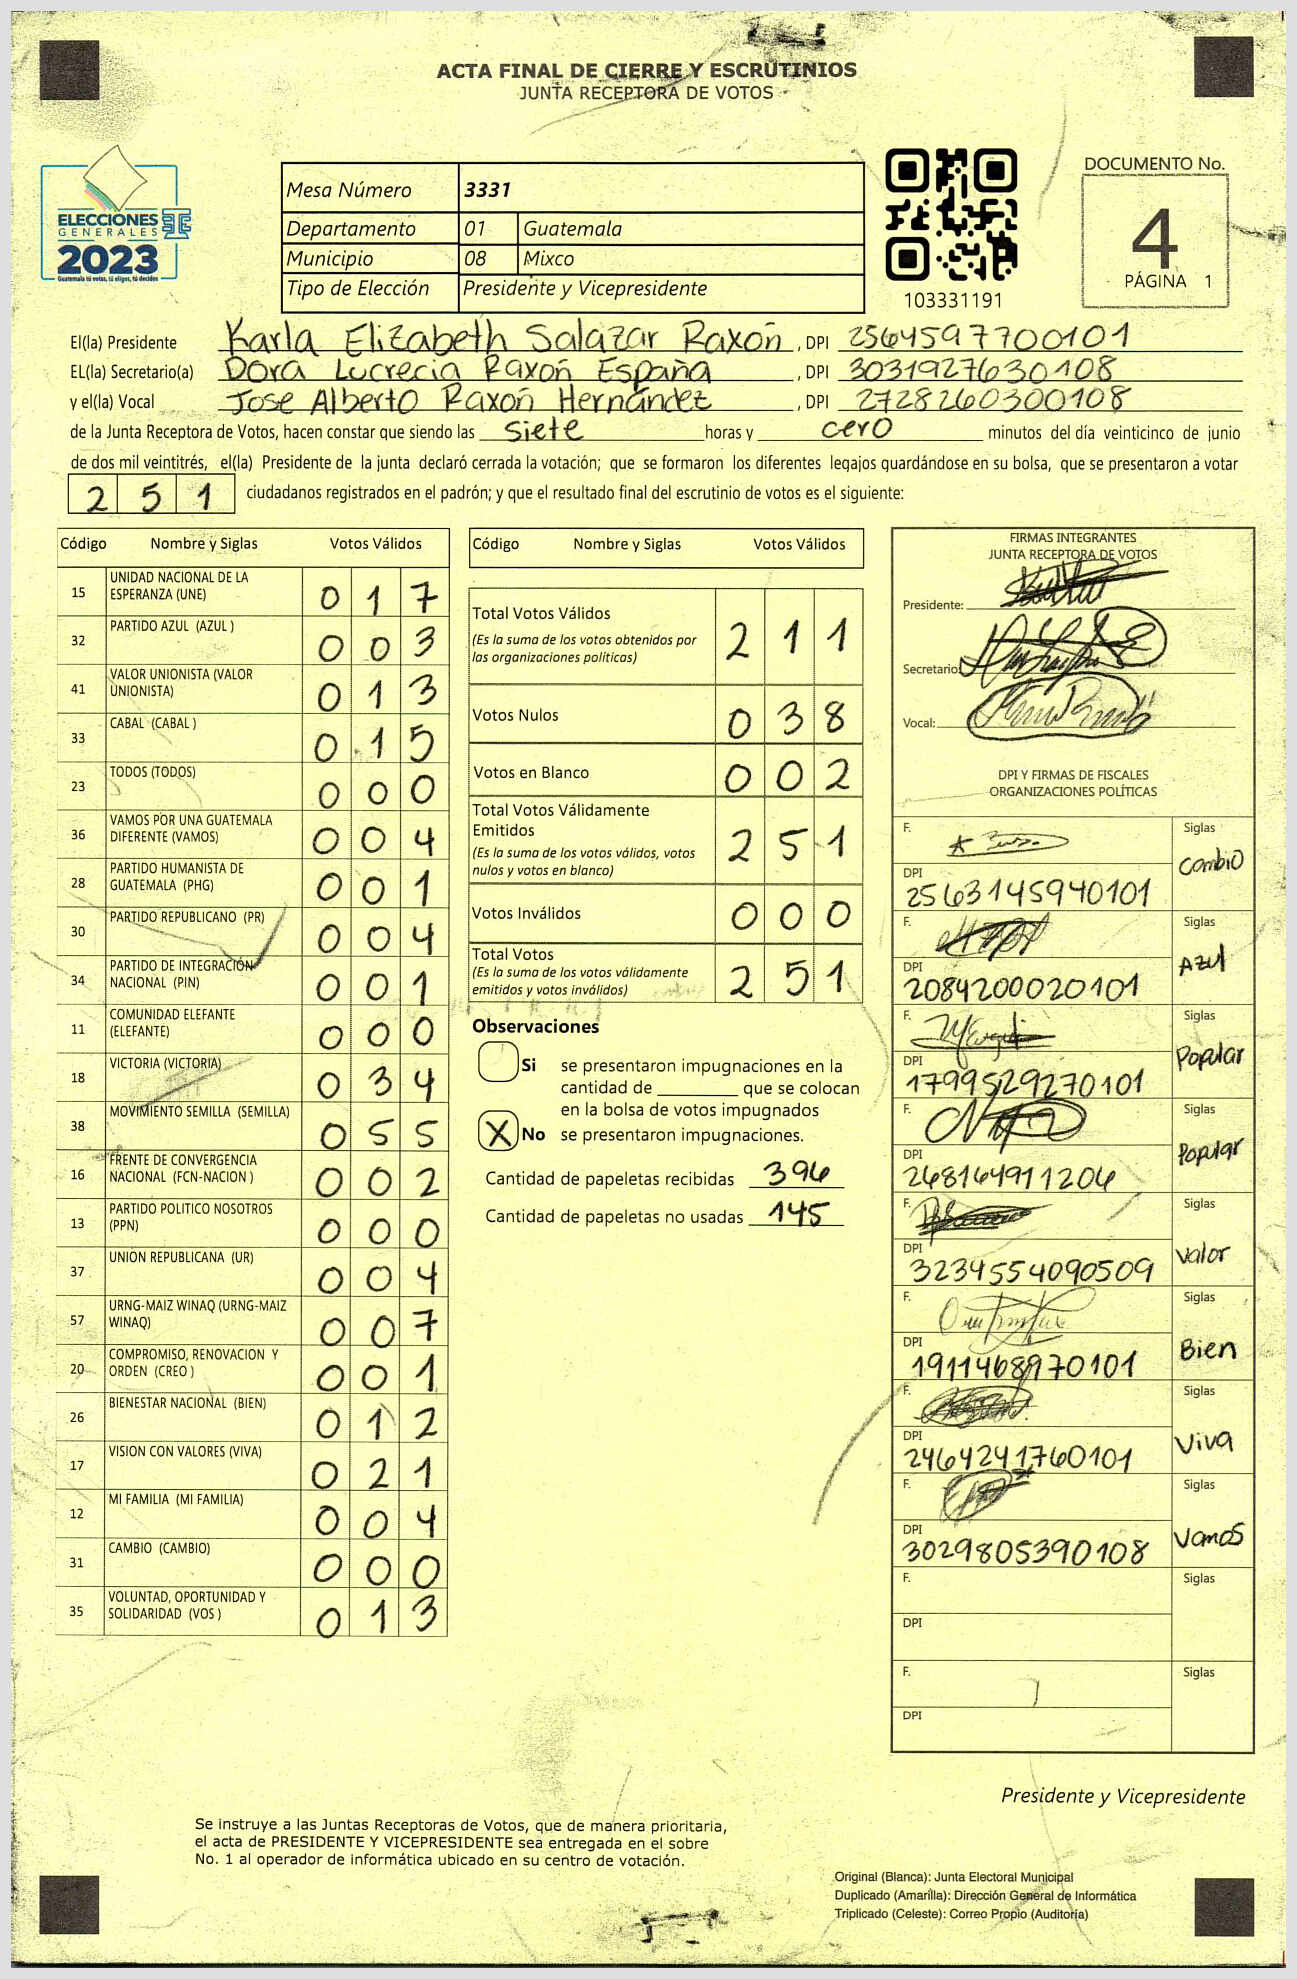 ACTA FINAL DE CIERRE Y ESCRUTINIOS
JUNTA RECEPTORA DE VOTOS
ELECCIONES
GENERALES
2023
Guatemala tú votas, tú eliges, tú decides
Mesa Número 3331
Departamento 01 Guatemala
Municipio 08 Mixco
Tipo de Elección Presidente y Vicepresidente
103331191
DOCUMENTO No.
4
PÁGINA 1
El(la) Presidente Karla Elizabeth Salazar Raxón, DPI 2564597700101
EL(la) Secretario(a) Dora Lucrecia Raxón España, DPI 3031927630108
y el(la) Vocal Jose Alberto Raxón Hernández, DPI 2728260300108
de la Junta Receptora de Votos, hacen constar que siendo las siete horas y cero minutos del día veinticinco de junio
de dos mil veintitrés, el(la) Presidente de la junta declaró cerrada la votación; que se formaron los diferentes legajos guardándose en su bolsa, que se presentaron a votar
2 5 1 ciudadanos registrados en el padrón; y que el resultado final del escrutinio de votos es el siguiente:
Código Nombre y Siglas Votos Válidos
15 UNIDAD NACIONAL DE LA ESPERANZA (UNE) 0 1 7
32 PARTIDO AZUL (AZUL ) 0 0 3
41 VALOR UNIONISTA (VALOR UNIONISTA) 0 1 3
33 CABAL (CABAL ) 0 1 5
23 TODOS (TODOS) 0 0 0
36 VAMOS POR UNA GUATEMALA DIFERENTE (VAMOS) 0 0 4
28 PARTIDO HUMANISTA DE GUATEMALA (PHG) 0 0 1
30 PARTIDO REPUBLICANO (PR) 0 0 4
34 PARTIDO DE INTEGRACIÓN NACIONAL (PIN) 0 0 1
11 COMUNIDAD ELEFANTE (ELEFANTE) 0 0 0
18 VICTORIA (VICTORIA) 0 3 4
38 MOVIMIENTO SEMILLA (SEMILLA) 0 5 5
16 FRENTE DE CONVERGENCIA NACIONAL (FCN-NACION ) 0 0 2
13 PARTIDO POLITICO NOSOTROS (PPN) 0 0 0
37 UNION REPUBLICANA (UR) 0 0 4
57 URNG-MAIZ WINAQ (URNG-MAIZ WINAQ) 0 0 7
20 COMPROMISO, RENOVACION Y ORDEN (CREO ) 0 0 1
26 BIENESTAR NACIONAL (BIEN) 0 1 2
17 VISION CON VALORES (VIVA) 0 2 1
12 MI FAMILIA (MI FAMILIA) 0 0 4
31 CAMBIO (CAMBIO) 0 0 0
35 VOLUNTAD, OPORTUNIDAD Y SOLIDARIDAD (VOS ) 0 1 3
Código Nombre y Siglas Votos Válidos
Total Votos Válidos 2 1 1
(Es la suma de los votos obtenidos por
las organizaciones políticas)
Votos Nulos 0 3 8
Votos en Blanco 0 0 2
Total Votos Válidamente
Emitidos 2 5 1
(Es la suma de los votos válidos, votos
nulos y votos en blanco)
Votos Inválidos 0 0 0
Total Votos 2 5 1
(Es la suma de los votos válidamente
emitidos y votos inválidos)
Observaciones
Si se presentaron impugnaciones en la
cantidad de ________ que se colocan
en la bolsa de votos impugnados
X No se presentaron impugnaciones.
Cantidad de papeletas recibidas 396
Cantidad de papeletas no usadas 145
FIRMAS INTEGRANTES
JUNTA RECEPTORA DE VOTOS
Presidente:
Secretario:
Vocal:
DPI Y FIRMAS DE FISCALES
ORGANIZACIONES POLÍTICAS
F. Siglas
DPI 2563145940101 Cambio
F. Siglas
DPI 2084200020101 Azul
F. Siglas
DPI 1799529270101 Popular
F. Siglas
DPI 268164911204 Popular
F. Siglas
DPI 3234554090509 Valor
F. Siglas
DPI 1911468970101 Bien
F. Siglas
DPI 2464241760101 Viva
F. Siglas
DPI 3029805390108 Vamos
F. Siglas
DPI
F. Siglas
DPI
Presidente y Vicepresidente
Se instruye a las Juntas Receptoras de Votos, que de manera prioritaria,
el acta de PRESIDENTE Y VICEPRESIDENTE sea entregada en el sobre
No. 1 al operador de informática ubicado en su centro de votación.
Original (Blanca): Junta Electoral Municipal
Duplicado (Amarilla): Dirección General de Informática
Triplicado (Celeste): Correo Propio (Auditoría)